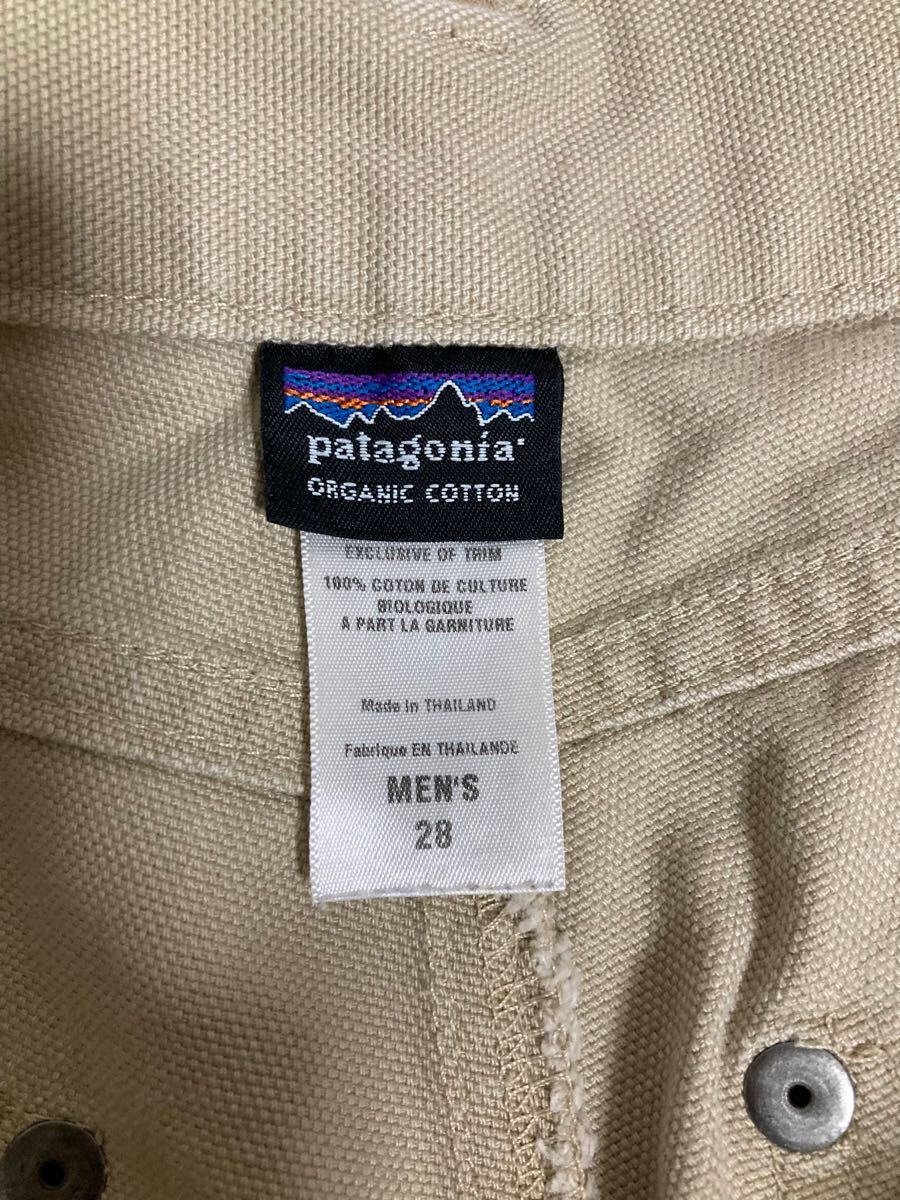 patagonia®
ORGANIC COTTON
EXCLUSIVE OF TRIM
100% COTON DE CULTURE
BIOLOGIQUE
A PART LA GARNITURE
Made in THAILAND
Fabrique EN THAILANDE
MEN'S
28